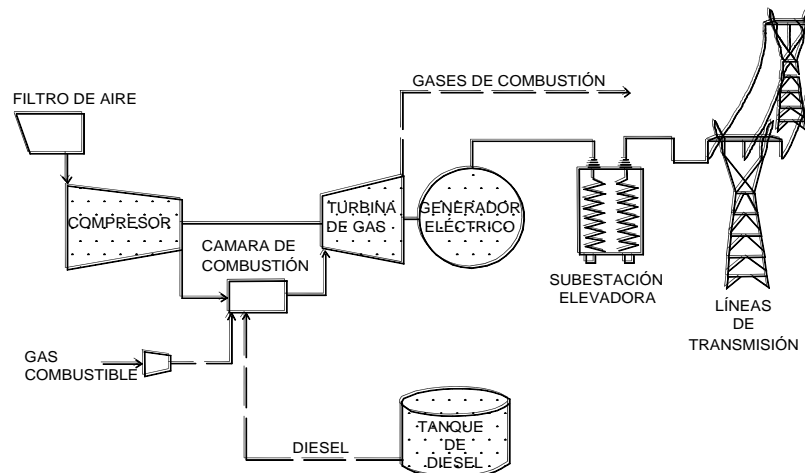 GASES DE COMBUSTIÓN
FILTRO DE AIRE
COMPRESOR
TURBINA
DE GAS
GENERADOR
ELÉCTRICO
CAMARA DE
COMBUSTIÓN
SUBESTACIÓN
ELEVADORA
LÍNEAS
DE
TRANSMISIÓN
GAS
COMBUSTIBLE
DIESEL
TANQUE
DE
DIESEL